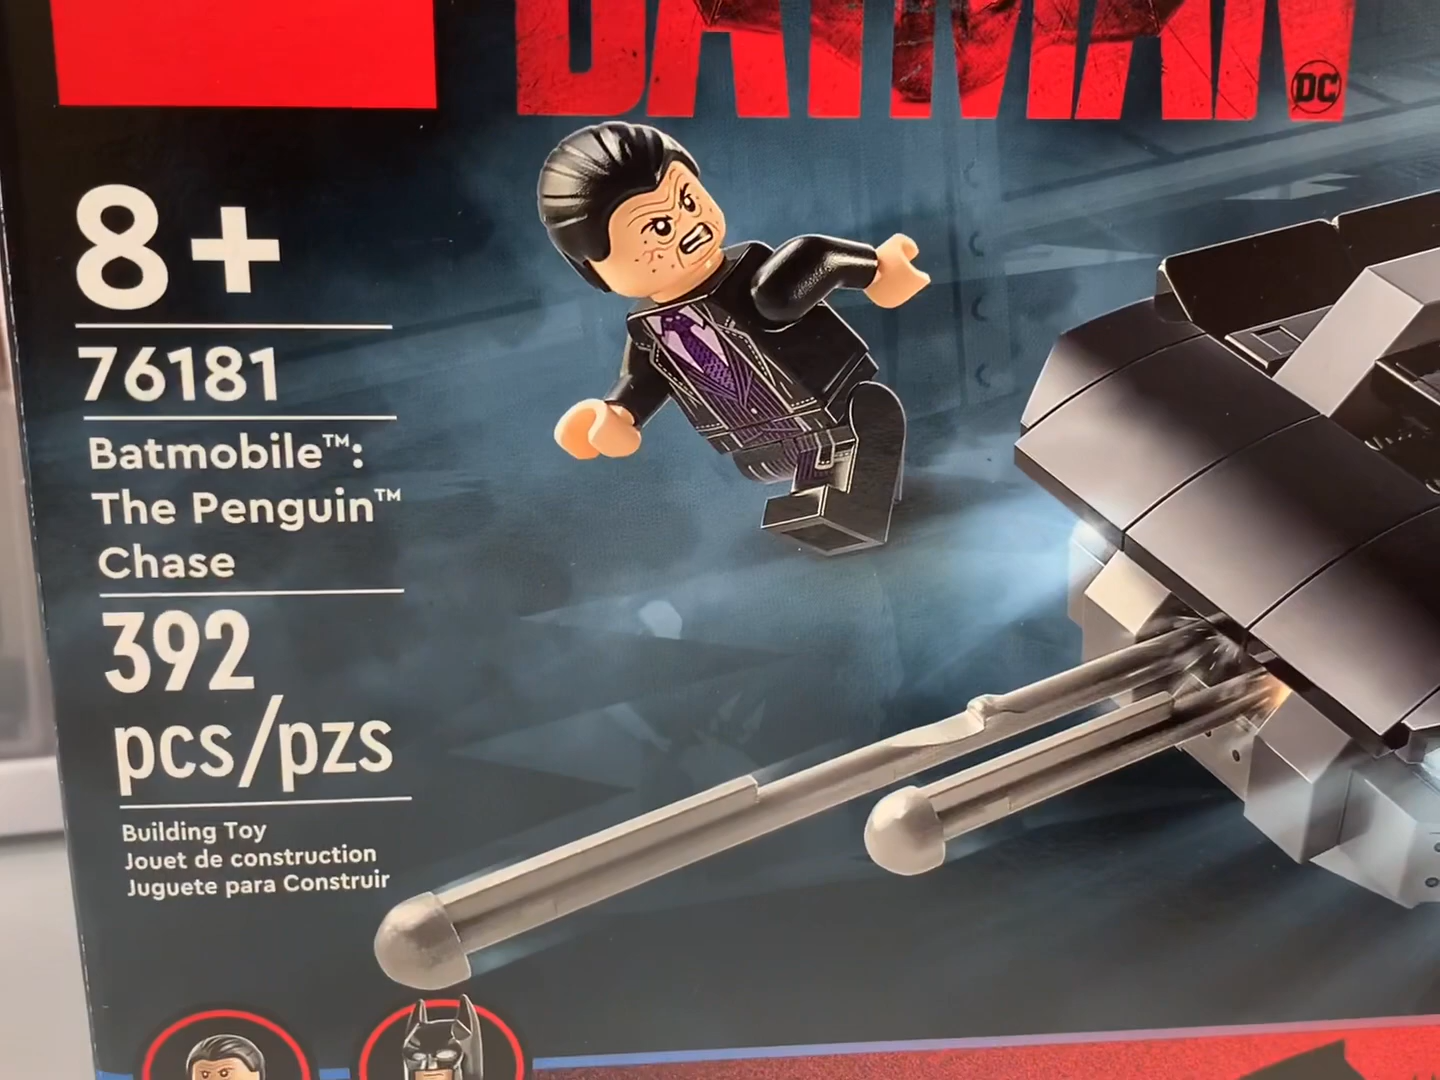 BATMAN
DC
8+
76181
Batmobile™:
The Penguin™
Chase
392
pcs/pzs
Building Toy
Jouet de construction
Juguete para Construir